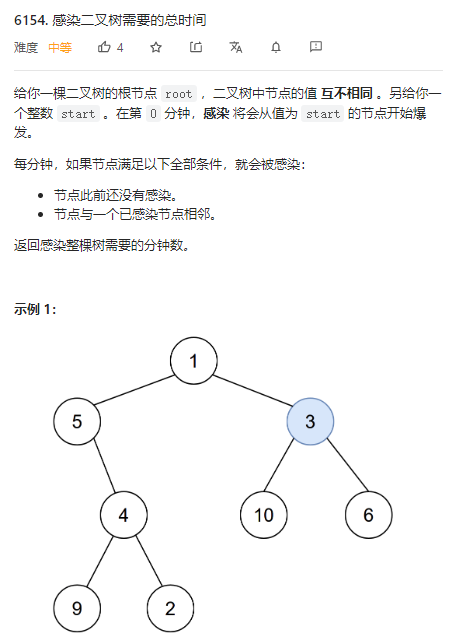 6154. 感染二叉树需要的总时间
难度 中等 4
给你一棵二叉树的根节点 root ，二叉树中节点的值 互不相同 。另给你一
个整数 start 。在第 0 分钟，感染 将会从值为 start 的节点开始爆
发。
每分钟，如果节点满足以下全部条件，就会被感染：
节点此前还没有感染。
节点与一个已感染节点相邻。
返回感染整棵树需要的分钟数。
示例 1：
1
5 3
4 10 6
9 2